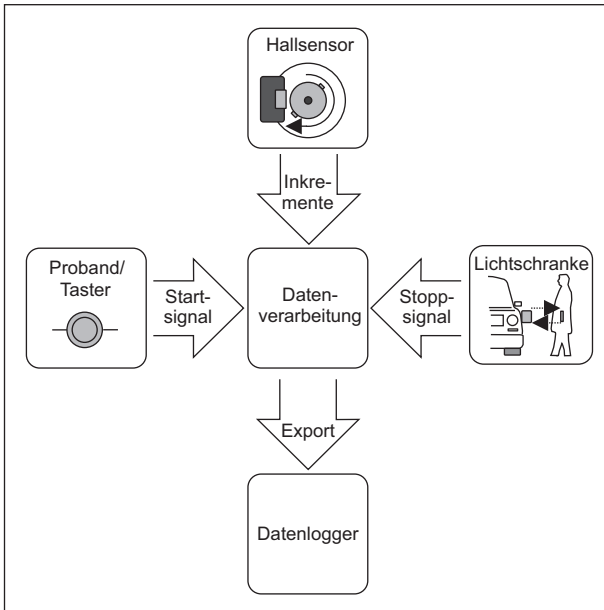 Hallsensor
Inkre-
mente
Proband/
Taster
Start-
signal
Daten-
verarbeitung
Stopp-
signal
Lichtschranke
Export
Datenlogger